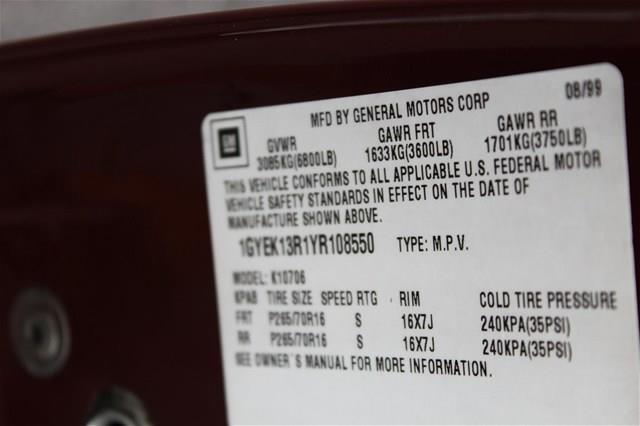 08/99
MFD BY GENERAL MOTORS CORP
GVWR GAWR FRT GAWR RR
3085KG(6800LB) 1633KG(3600LB) 1701KG(3750LB)
THIS VEHICLE CONFORMS TO ALL APPLICABLE U.S. FEDERAL MOTOR
VEHICLE SAFETY STANDARDS IN EFFECT ON THE DATE OF
MANUFACTURE SHOWN ABOVE.
1GYEK13R1YR108550 TYPE: M.P.V.
MODEL: K10706
TIRE SIZE SPEED RTG RIM COLD TIRE PRESSURE
FRT P265/70R16 S 16X7J 240KPA(35PSI)
RR P265/70R16 S 16X7J 240KPA(35PSI)
SEE OWNER'S MANUAL FOR MORE INFORMATION.